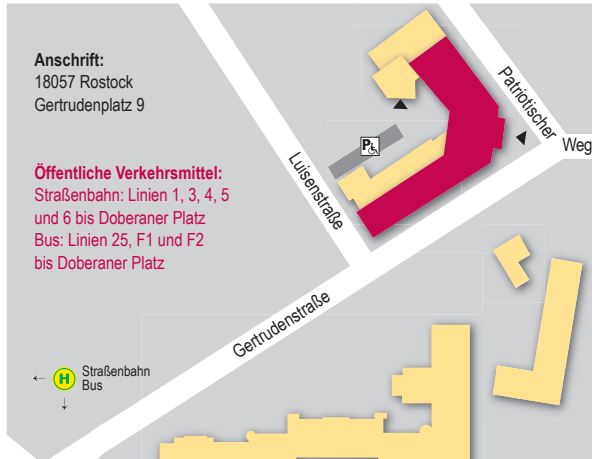 Anschrift:
18057 Rostock
Gertrudenplatz 9
Öffentliche Verkehrsmittel:
Straßenbahn: Linien 1, 3, 4, 5
und 6 bis Doberaner Platz
Bus: Linien 25, F1 und F2
bis Doberaner Platz
Patriotischer
Weg
P
Luisenstraße
Gertrudenstraße
H
Straßenbahn
Bus